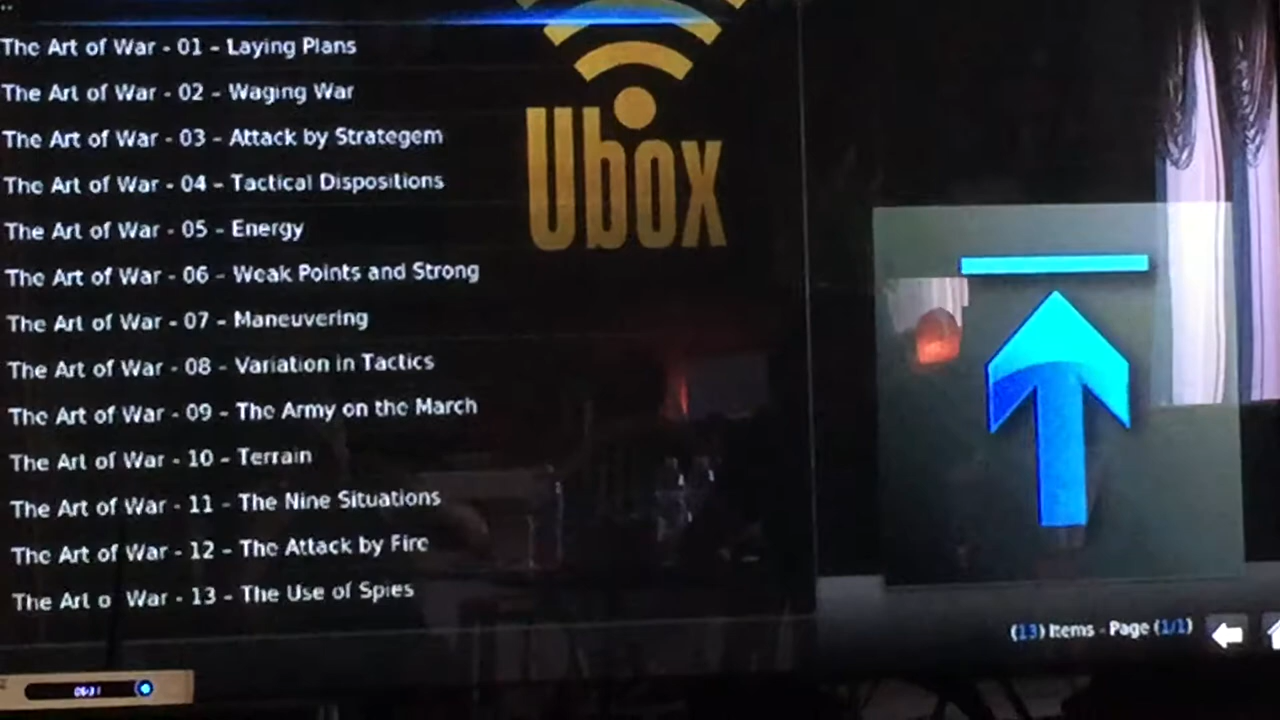 ..
The Art of War - 01 - Laying Plans
The Art of War - 02 - Waging War
The Art of War - 03 - Attack by Strategem
The Art of War - 04 - Tactical Dispositions
The Art of War - 05 - Energy
The Art of War - 06 - Weak Points and Strong
The Art of War - 07 - Maneuvering
The Art of War - 08 - Variation in Tactics
The Art of War - 09 - The Army on the March
The Art of War - 10 - Terrain
The Art of War - 11 - The Nine Situations
The Art of War - 12 - The Attack by Fire
The Art o War - 13 - The Use of Spies
Ubox
(13) Items - Page (1/1)